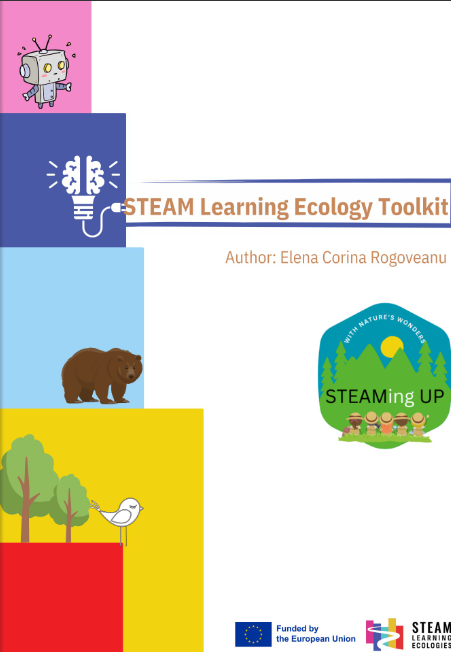 STEAM Learning Ecology Toolkit
Author: Elena Corina Rogoveanu
WITH NATURE'S WONDERS
STEAMing UP
Funded by
the European Union
STEAM
LEARNING
ECOLOGIES